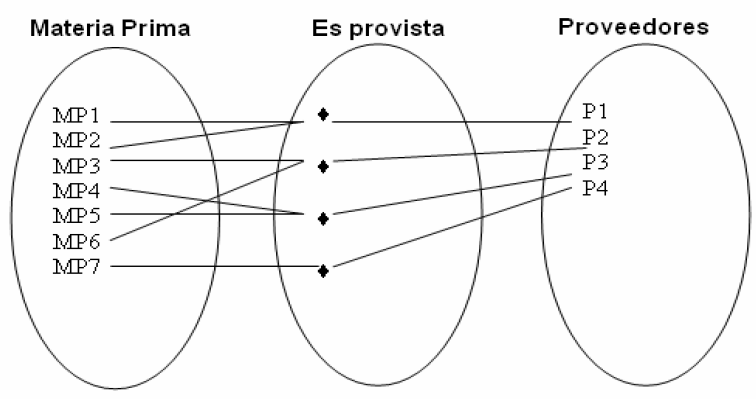 Materia Prima
Es provista
Proveedores
MP1
MP2
MP3
MP4
MP5
MP6
MP7
P1
P2
P3
P4